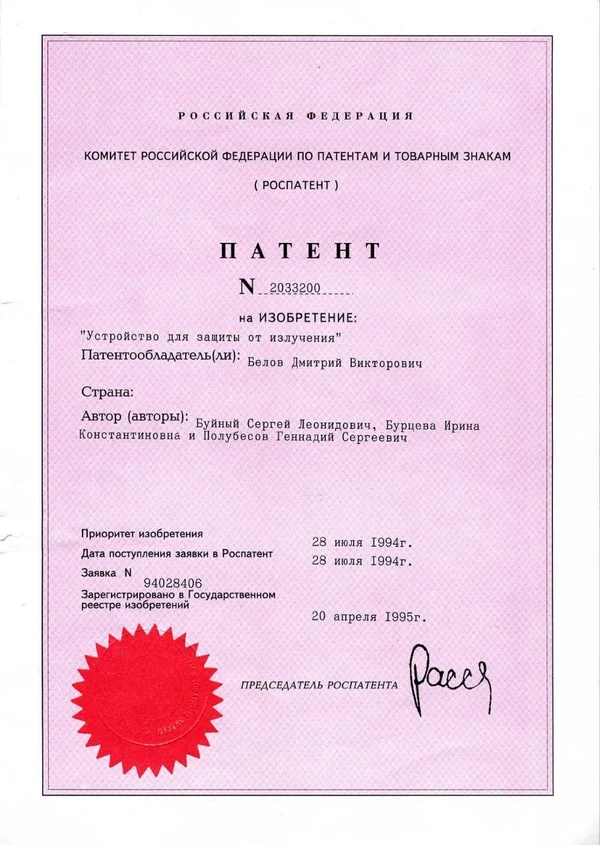 РОССИЙСКАЯ ФЕДЕРАЦИЯ
КОМИТЕТ РОССИЙСКОЙ ФЕДЕРАЦИИ ПО ПАТЕНТАМ И ТОВАРНЫМ ЗНАКАМ
( РОСПАТЕНТ )
ПАТЕНТ
N 2033200
на ИЗОБРЕТЕНИЕ:
"Устройство для защиты от излучения"
Патентообладатель(ли): Белов Дмитрий Викторович
Страна:
Автор (авторы): Буйный Сергей Леонидович, Бурцева Ирина
Константиновна и Полубесов Геннадий Сергеевич
Приоритет изобретения 28 июля 1994г.
Дата поступления заявки в Роспатент 28 июля 1994г.
Заявка N 94028406
Зарегистрировано в Государственном
реестре изобретений 20 апреля 1995г.
ПРЕДСЕДАТЕЛЬ РОСПАТЕНТА